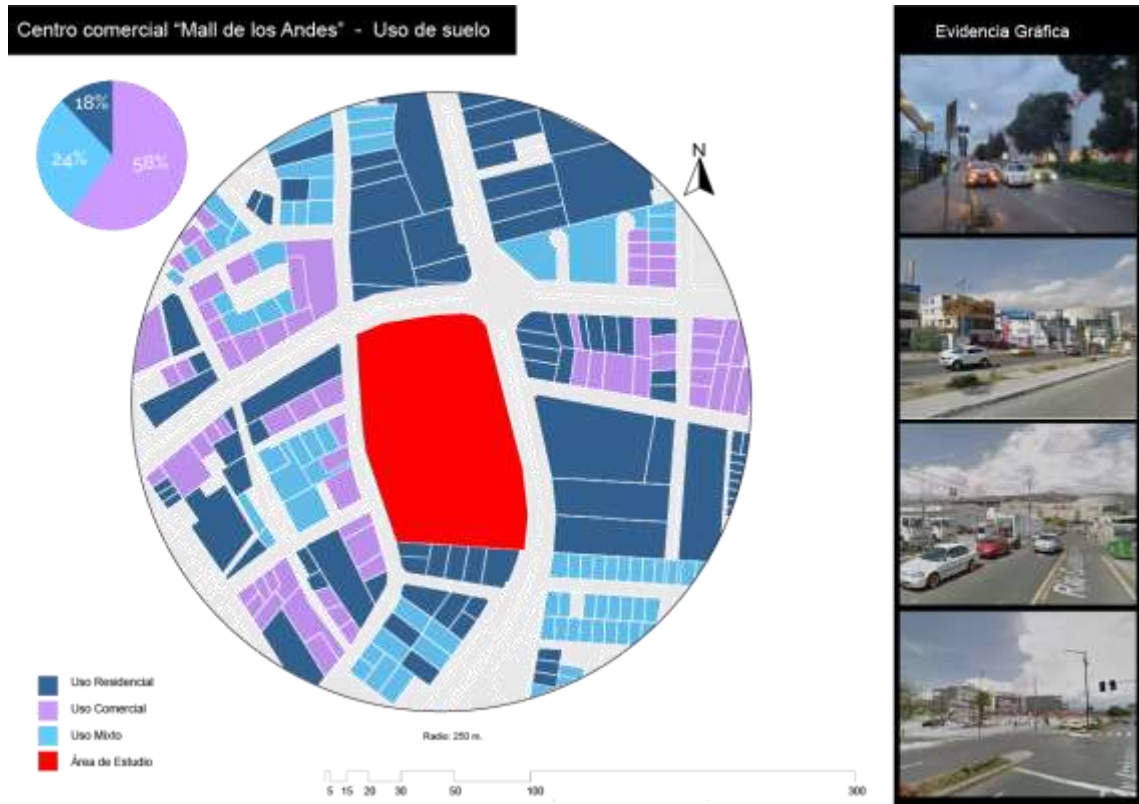 Centro comercial “Mall de los Andes” - Uso de suelo
Evidencia Gráfica
18%
24%
58%
N
Uso Residencial
Uso Comercial
Uso Mixto
Área de Estudio
Radio: 250 m.
5 15 20 30 50 100 300